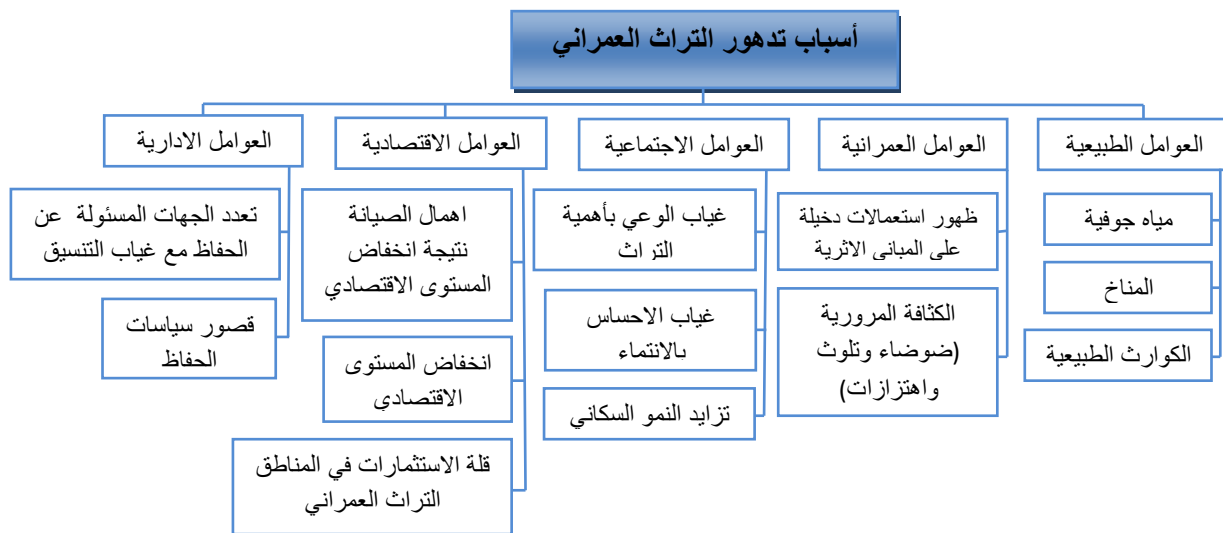 أسباب تدهور التراث العمراني
العوامل الطبيعية
مياه جوفية
المناخ
الكوارث الطبيعية
العوامل العمرانية
ظهور استعمالات دخيلة
على المباني الاثرية
الكثافة المرورية
(ضوضاء وتلوث
واهتزازات)
العوامل الاجتماعية
غياب الوعي بأهمية
التراث
غياب الاحساس
بالانتماء
تزايد النمو السكاني
العوامل الاقتصادية
اهمال الصيانة
نتيجة انخفاض
المستوى الاقتصادي
انخفاض المستوى
الاقتصادي
قلة الاستثمارات في المناطق
التراث العمراني
العوامل الادارية
تعدد الجهات المسئولة عن
الحفاظ مع غياب التنسيق
قصور سياسات
الحفاظ